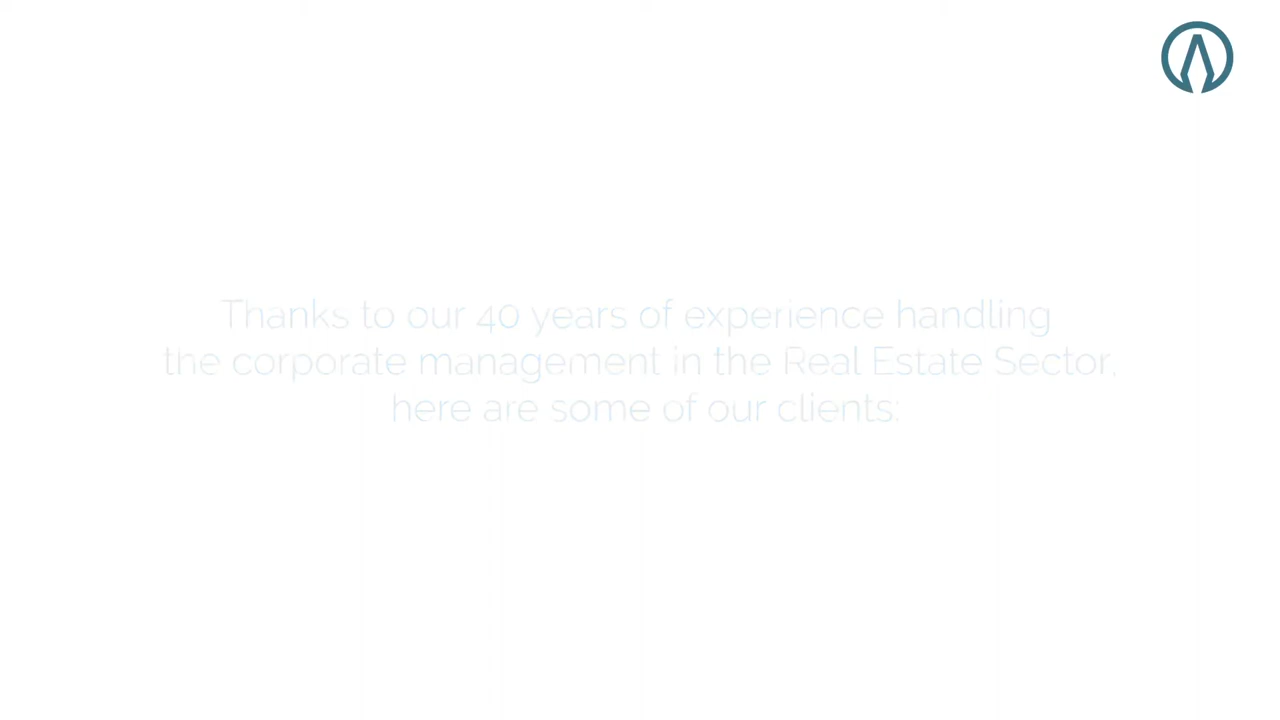 Thanks to our 40 years of experience handling
the corporate management in the Real Estate Sector,
here are some of our clients: